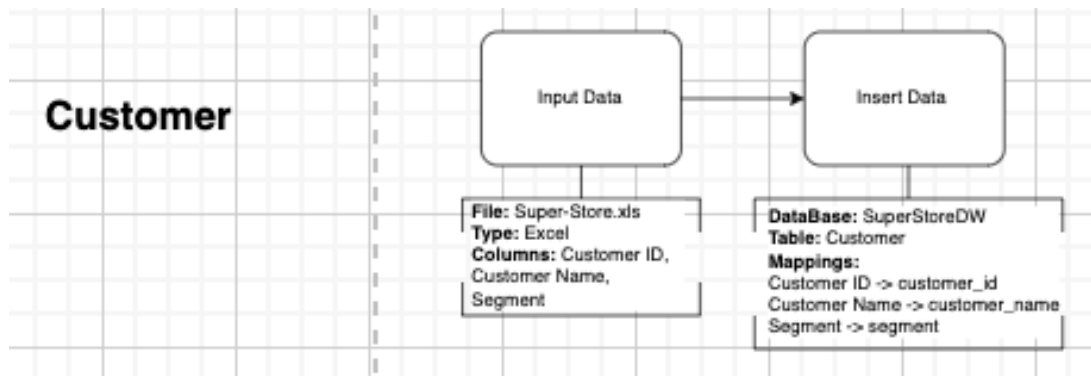 Customer
Input Data
Insert Data
File: Super-Store.xls
Type: Excel
Columns: Customer ID,
Customer Name,
Segment
DataBase: SuperStoreDW
Table: Customer
Mappings:
Customer ID -> customer_id
Customer Name -> customer_name
Segment -> segment